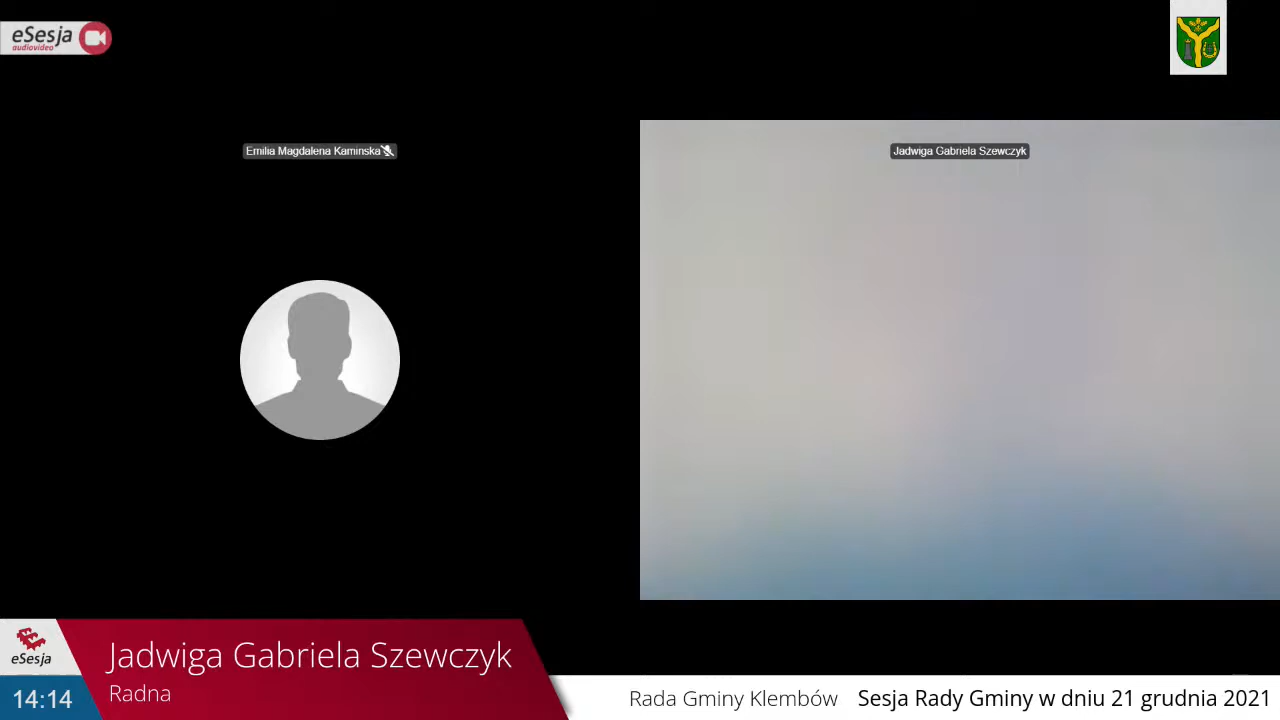 eSesja
audiovideo
Emilia Magdalena Kaminska
Jadwiga Gabriela Szewczyk
eSesja
Jadwiga Gabriela Szewczyk
Radna
14:14
Rada Gminy Klembów Sesja Rady Gminy w dniu 21 grudnia 2021